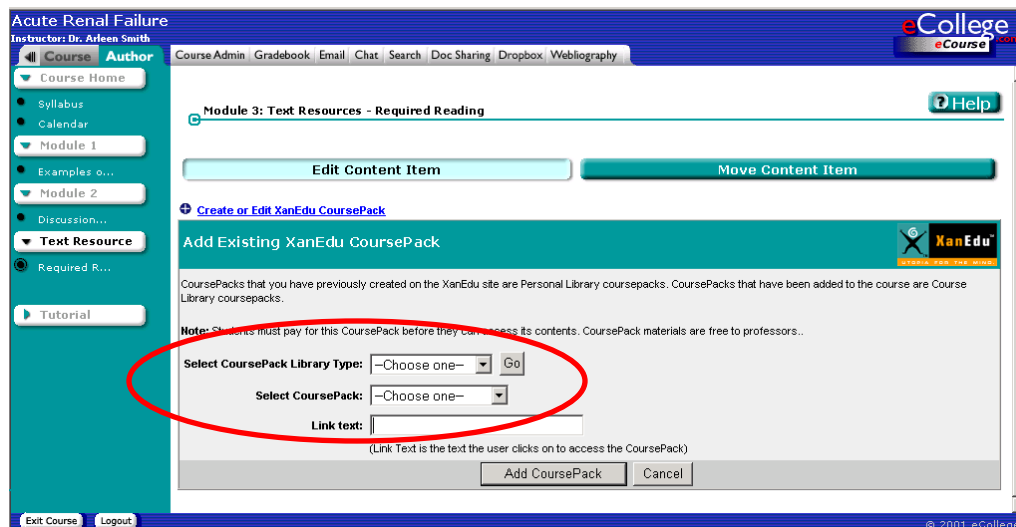 Acute Renal Failure
Instructor: Dr. Arleen Smith
eCollege
eCourse
Course Author
Course Admin Gradebook Email Chat Search Doc Sharing Dropbox Webliography
Course Home
Syllabus
Calendar
Module 1
Examples o...
Module 2
Discussion...
Text Resource
Required R...
Tutorial
Module 3: Text Resources - Required Reading
? Help
Edit Content Item
Move Content Item
Create or Edit XanEdu CoursePack
Add Existing XanEdu CoursePack
XanEdu
UTOPIA FOR THE MIND
CoursePacks that you have previously created on the XanEdu site are Personal Library coursepacks. CoursePacks that have been added to the course are Course
Library coursepacks.
Note: Students must pay for this CoursePack before they can access its contents. CoursePack materials are free to professors..
Select CoursePack Library Type: –Choose one– Go
Select CoursePack: –Choose one–
Link text:
(Link Text is the text the user clicks on to access the CoursePack)
Add CoursePack Cancel
Exit Course Logout
© 2001 eCollege